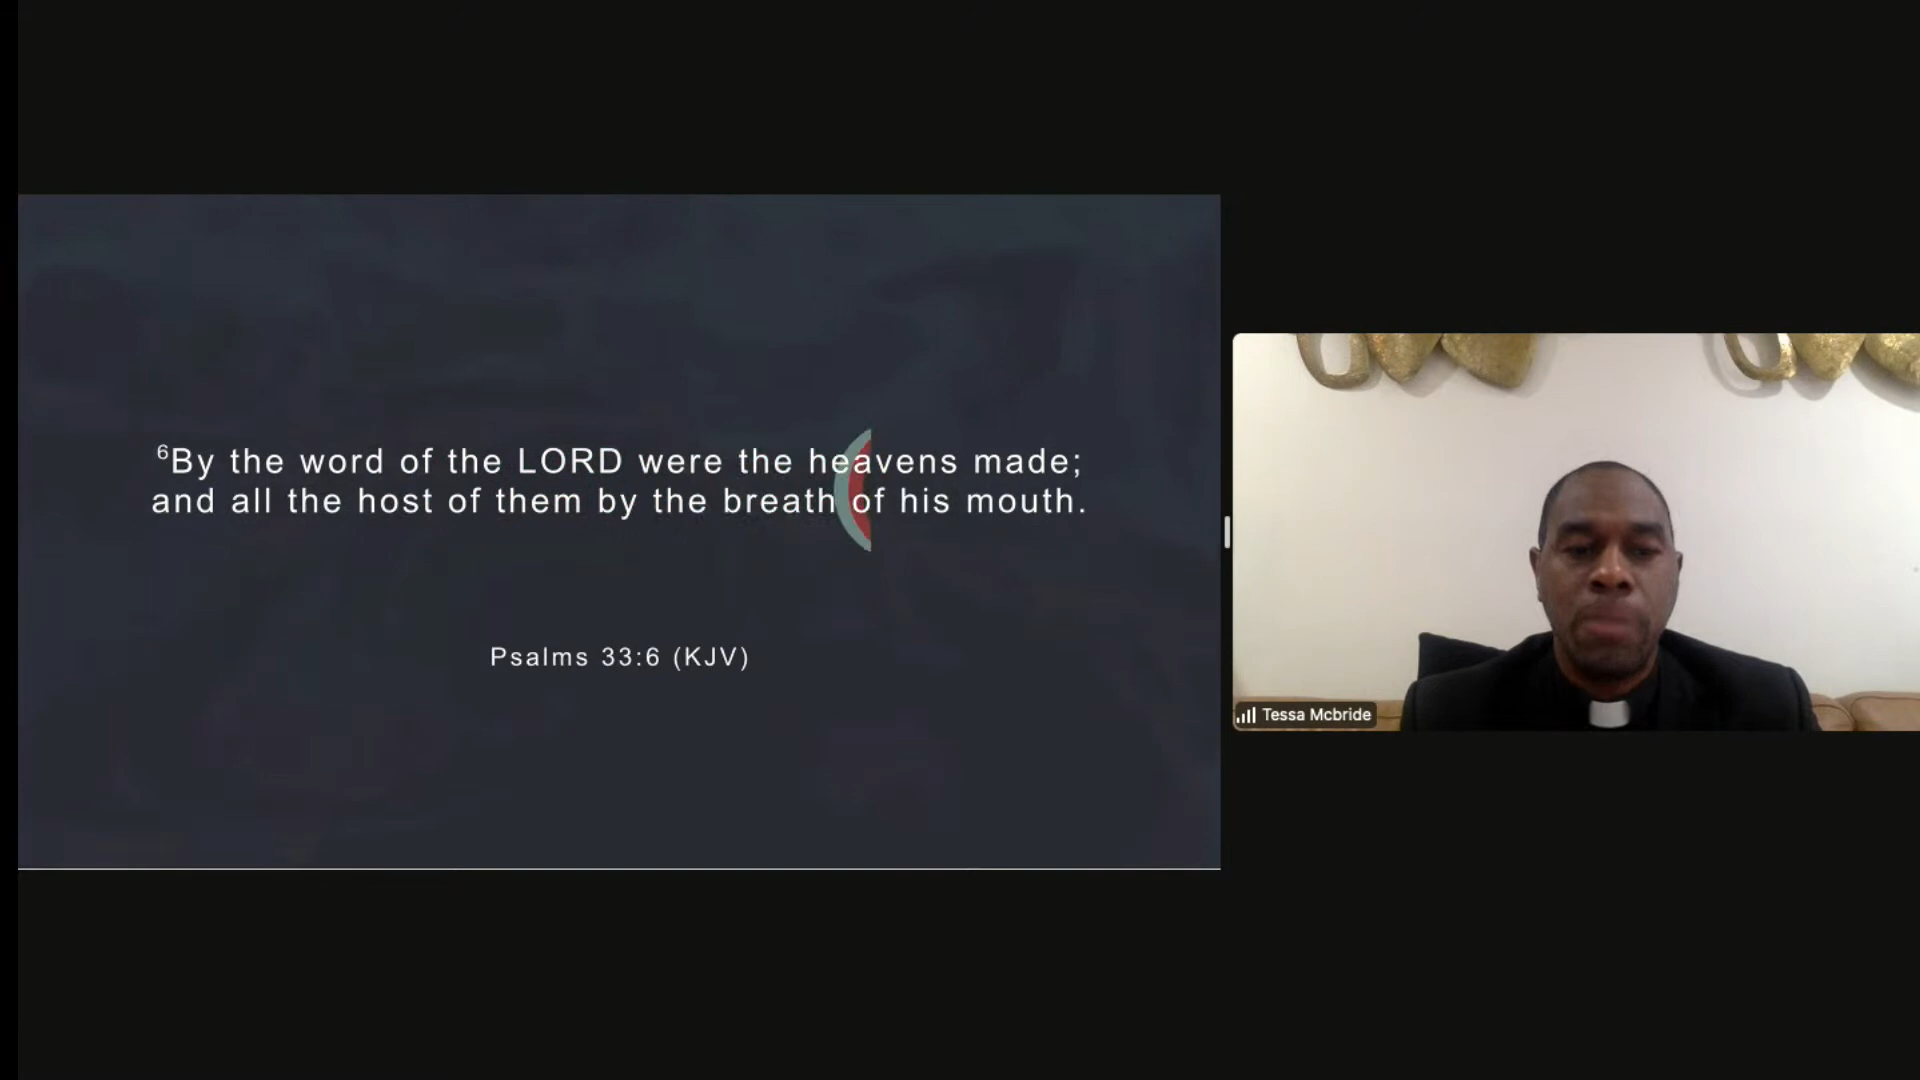 ⁶By the word of the LORD were the heavens made;
and all the host of them by the breath of his mouth.
Psalms 33:6 (KJV)
Tessa Mcbride